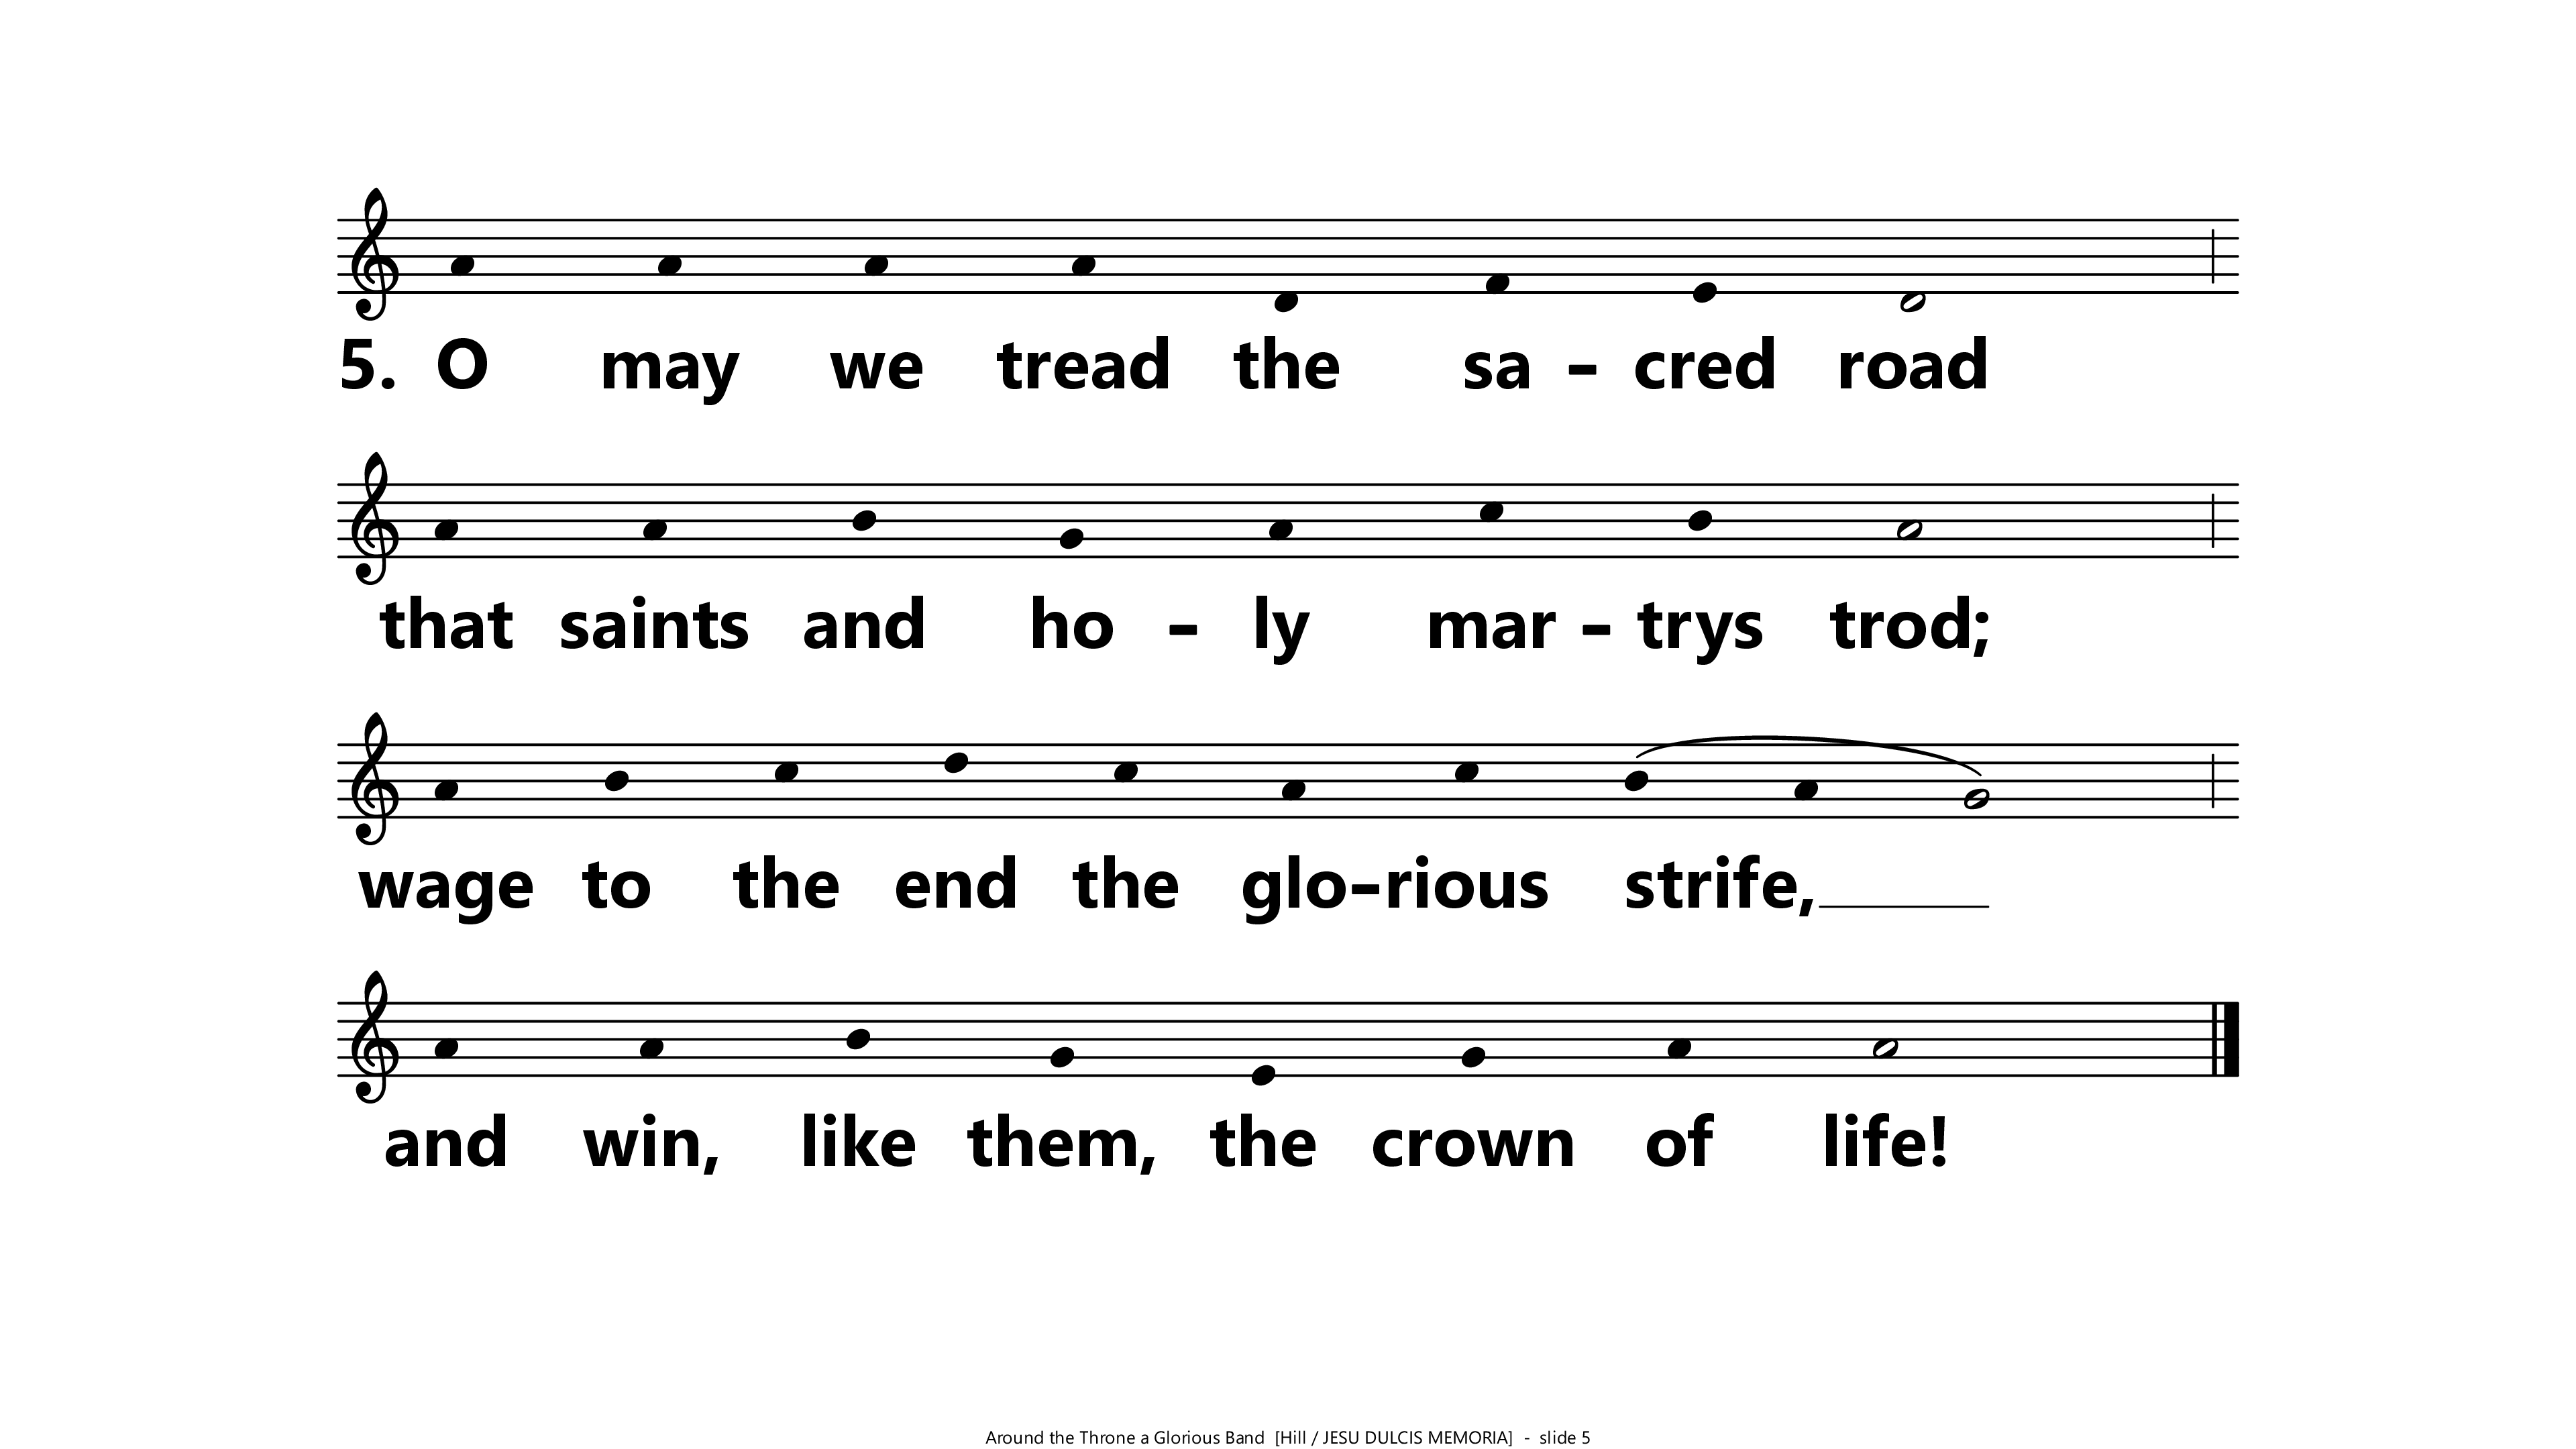 5. O may we tread the sa - cred road
that saints and ho - ly mar - trys trod;
wage to the end the glo-rious strife,
and win, like them, the crown of life!
Around the Throne a Glorious Band [Hill / JESU DULCIS MEMORIA] - slide 5